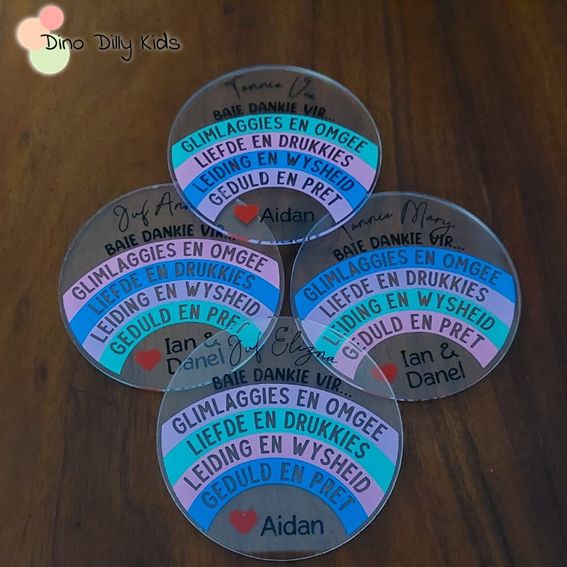 Dino Dilly Kids
Tannie Vee
BAIE DANKIE VIR...
GLIMLAGGIES EN OMGEE
LIEFDE EN DRUKKIES
LEIDING EN WYSHEID
GEDULD EN PRET
Aidan
Juf
BAIE DANKIE VIR...
GLIMLAGGIES EN OMGEE
LIEFDE EN DRUKKIES
LEIDING EN WYSHEID
GEDULD EN PRET
Ian &
Danel
Tannie Mary
BAIE DANKIE VIR...
GLIMLAGGIES EN OMGEE
LIEFDE EN DRUKKIES
LEIDING EN WYSHEID
GEDULD EN PRET
Ian &
Danel
Juf Elizna
BAIE DANKIE VIR...
GLIMLAGGIES EN OMGEE
LIEFDE EN DRUKKIES
LEIDING EN WYSHEID
GEDULD EN PRET
Aidan